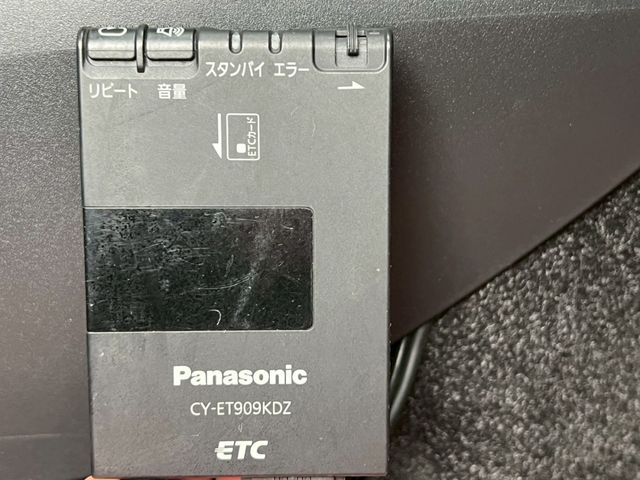 スタンバイ エラー
リピート 音量
ETCカード
Panasonic
CY-ET909KDZ
ETC